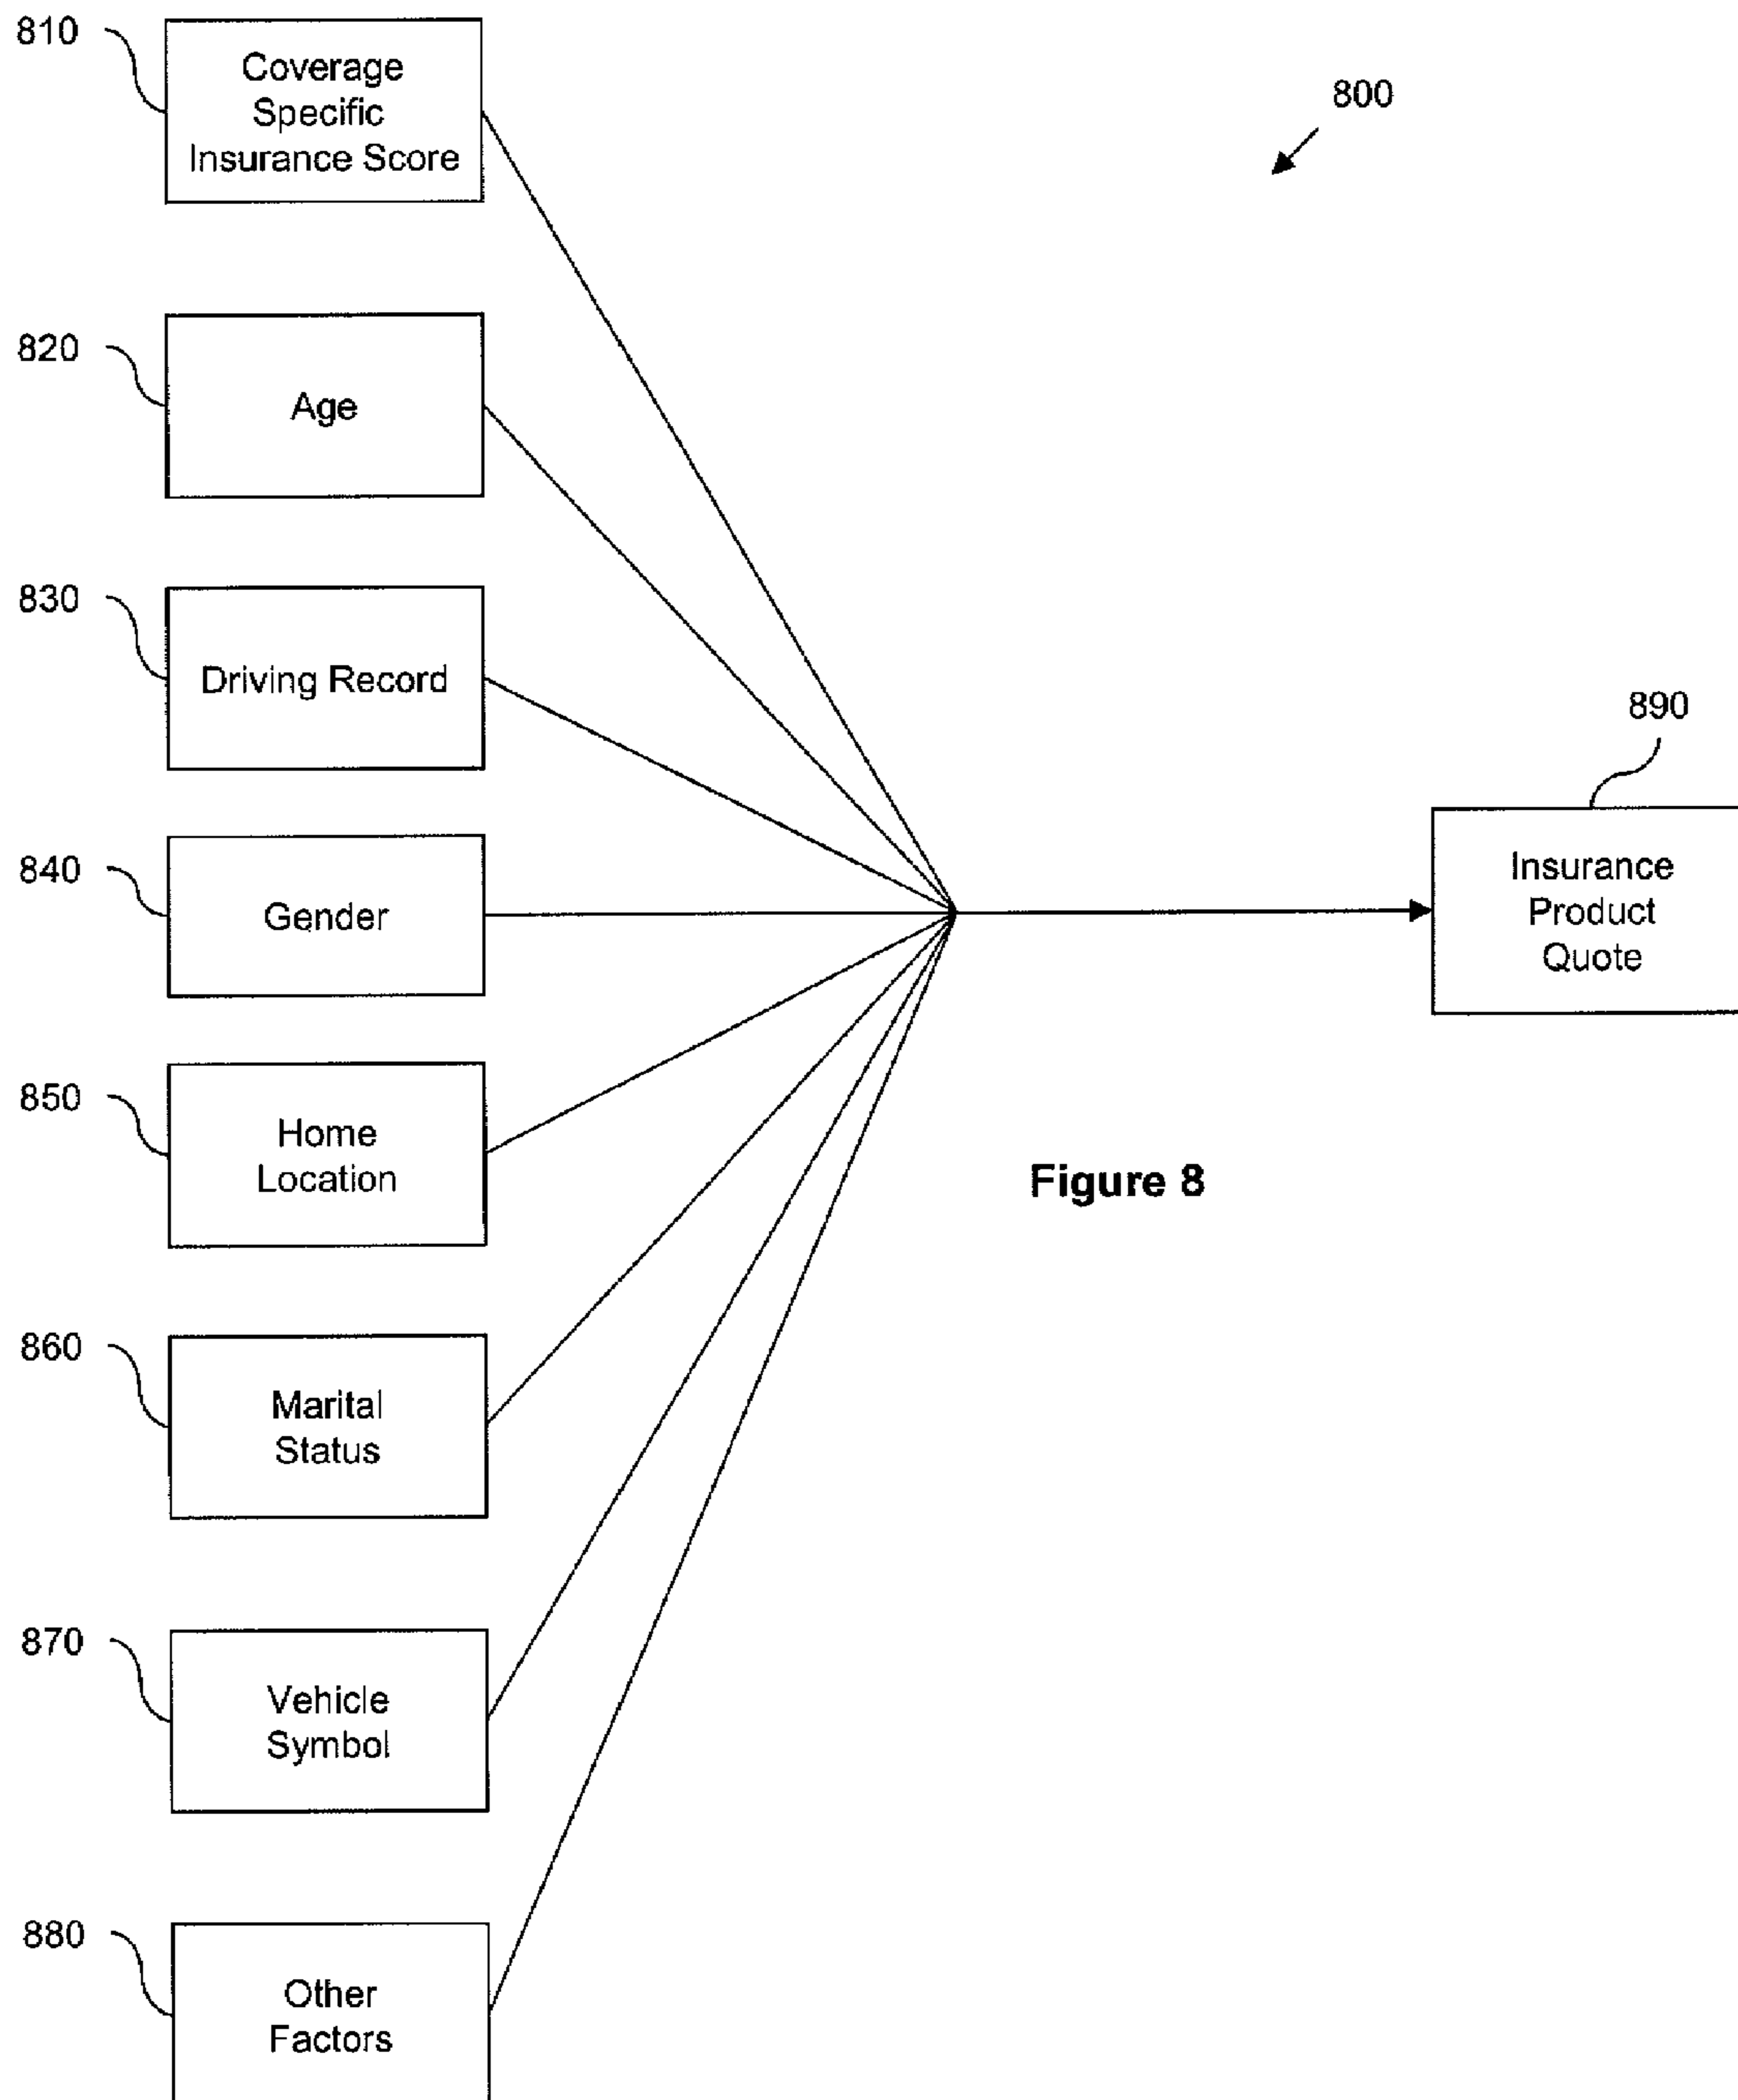 810
Coverage
Specific
Insurance Score
800
820
Age
830
Driving Record
890
Insurance
Product
Quote
840
Gender
850
Home
Location
Figure 8
860
Marital
Status
870
Vehicle
Symbol
880
Other
Factors